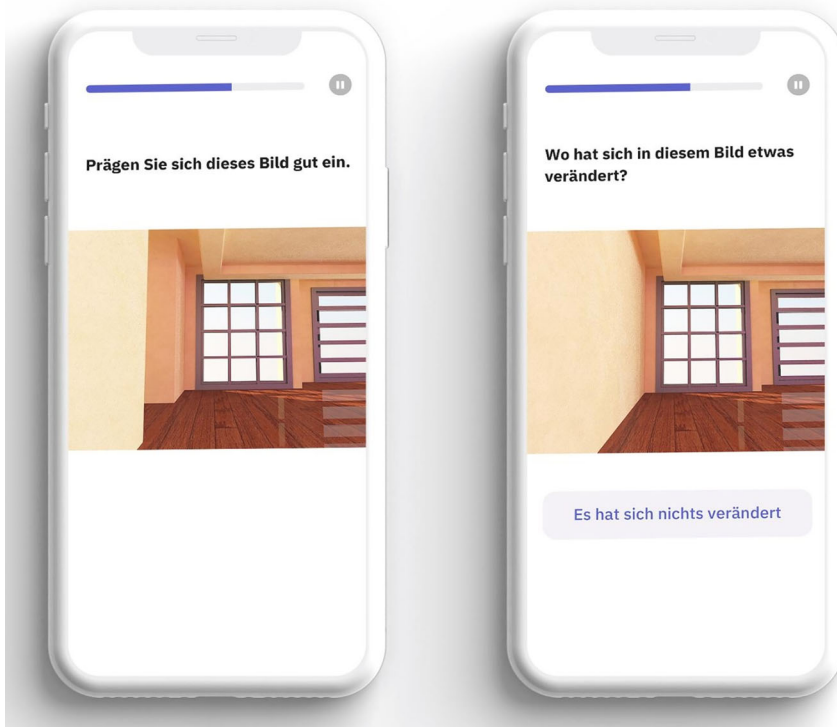 Prägen Sie sich dieses Bild gut ein.
Wo hat sich in diesem Bild etwas
verändert?
Es hat sich nichts verändert